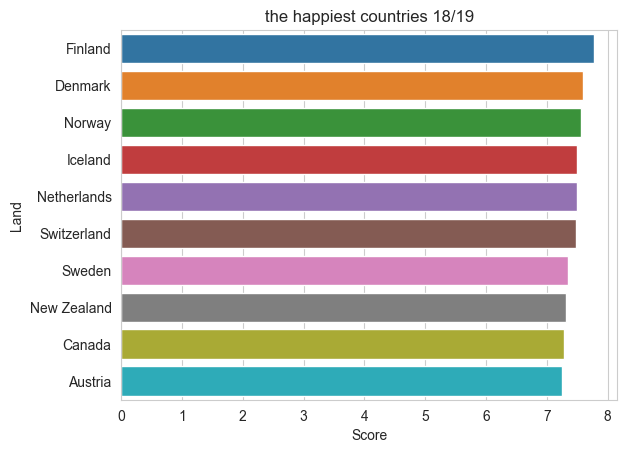 the happiest countries 18/19
Land
Finland
Denmark
Norway
Iceland
Netherlands
Switzerland
Sweden
New Zealand
Canada
Austria
0 1 2 3 4 5 6 7 8
Score